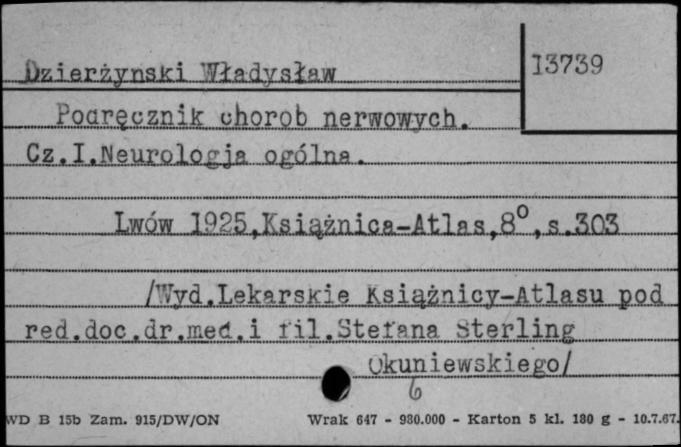 13739
Dzierżynski Władysław
Podręcznik chorob nerwowych.
Cz.I.Neurologja ogólna.
Lwów 1925,Książnica-Atlas,8°,s.303
/Wyd.Lekarskie Książnicy-Atlasu pod
red.doc.dr.med.i fil.Stefana Sterling
Okuniewskiego/
6
WD B 15b Zam. 915/DW/ON Wrak 647 - 980.000 - Karton 5 kl. 180 g - 10.7.67.